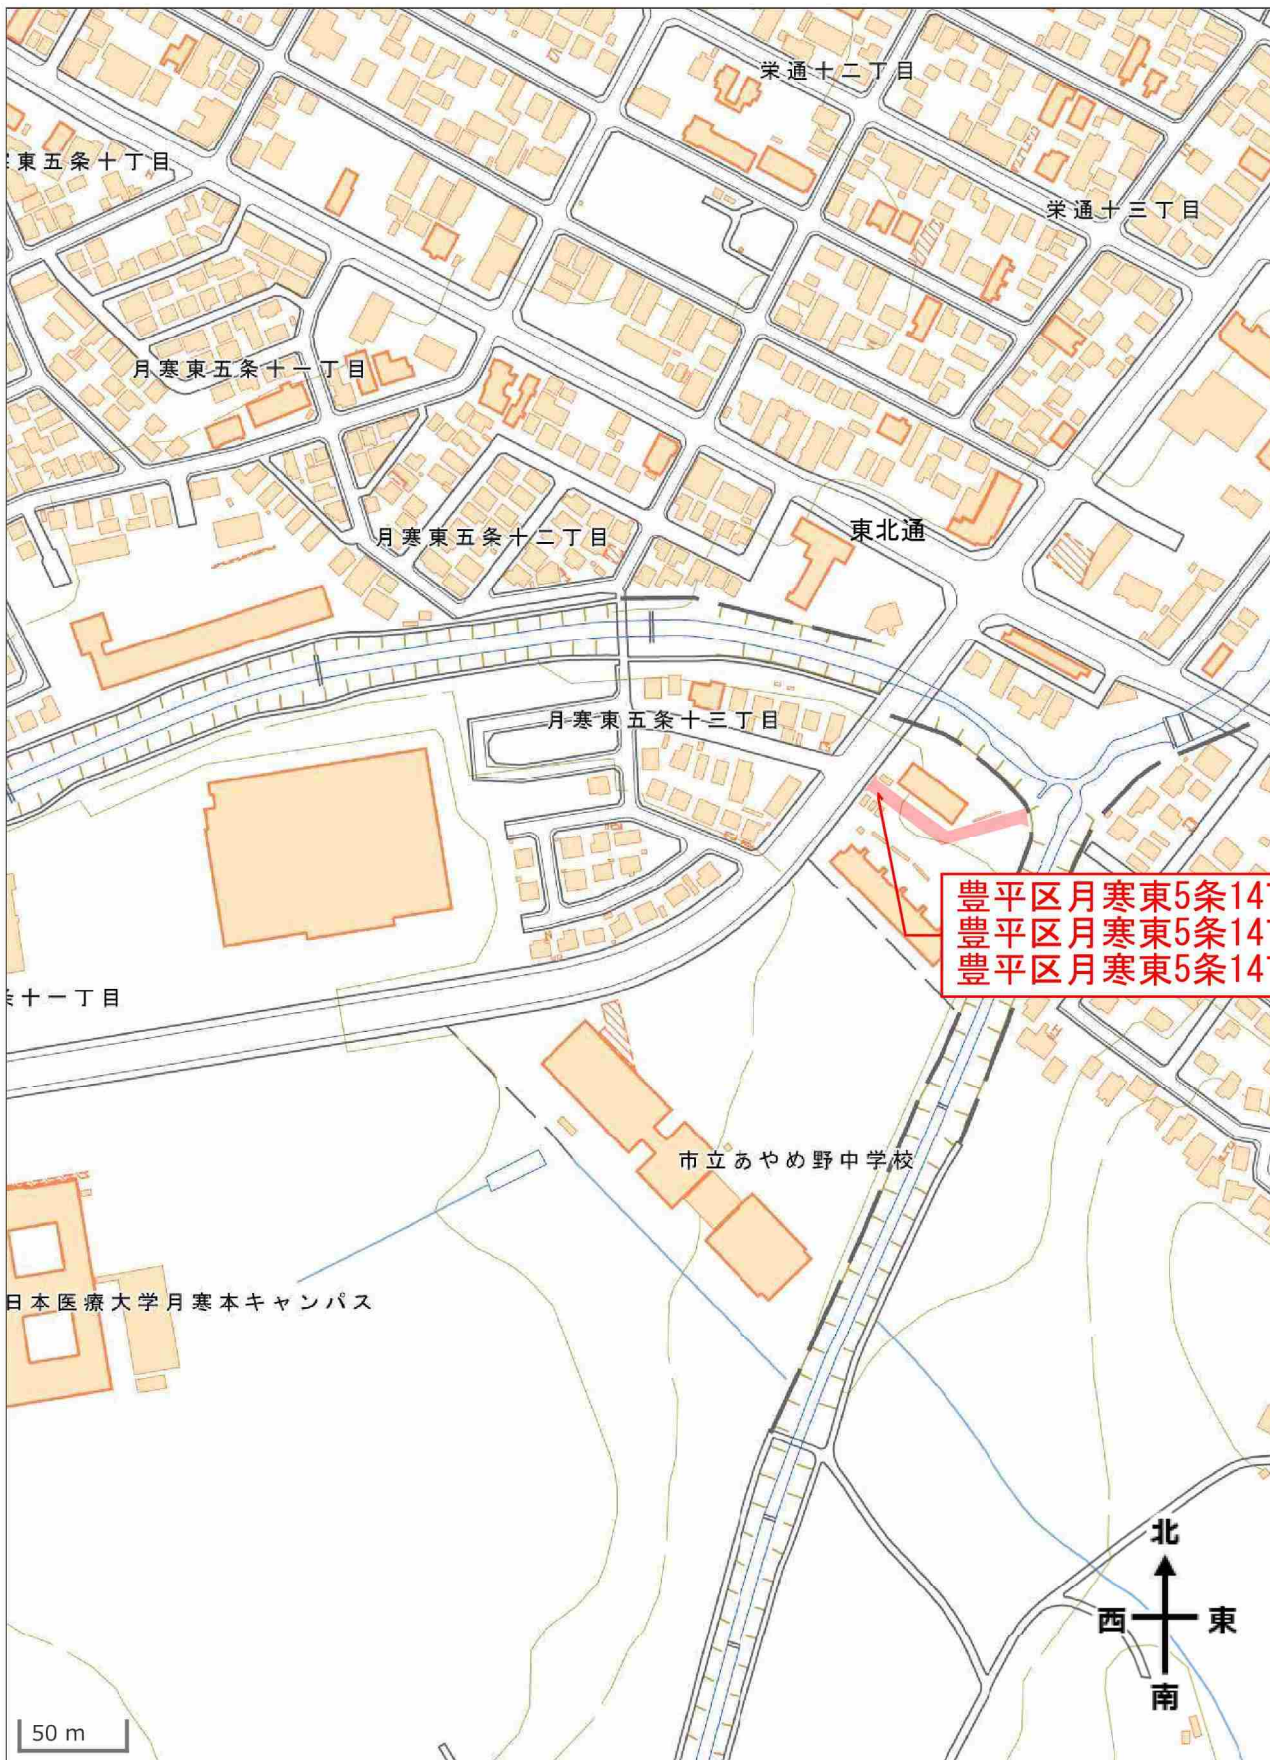 栄通十二丁目
東五条十丁目
栄通十三丁目
月寒東五条十一丁目
東北通
月寒東五条十二丁目
月寒東五条十三丁目
豊平区月寒東5条14
豊平区月寒東5条14
豊平区月寒東5条14
条十一丁目
市立あやめ野中学校
日本医療大学月寒本キャンパス
北
西 東
南
50 m